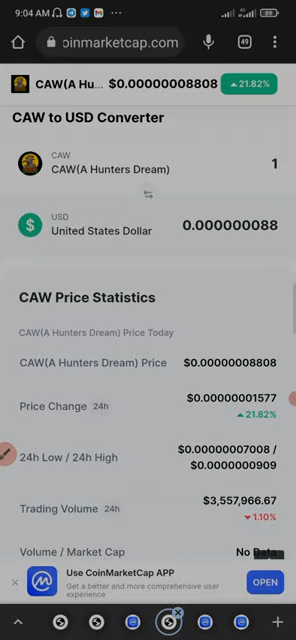 9:04 AM
49
oinmarketcap.com
CAW(A Hu... $0.00000008808 21.82%
CAW to USD Converter
CAW
CAW(A Hunters Dream) 1
USD
United States Dollar 0.000000088
CAW Price Statistics
CAW(A Hunters Dream) Price Today
CAW(A Hunters Dream) Price $0.00000008808
Price Change 24h $0.00000001577
21.82%
24h Low / 24h High $0.00000007008 /
$0.0000000909
Trading Volume 24h $3,557,966.67
1.10%
Volume / Market Cap No Data
Use CoinMarketCap APP
Get a better and more comprehensive user
experience
OPEN